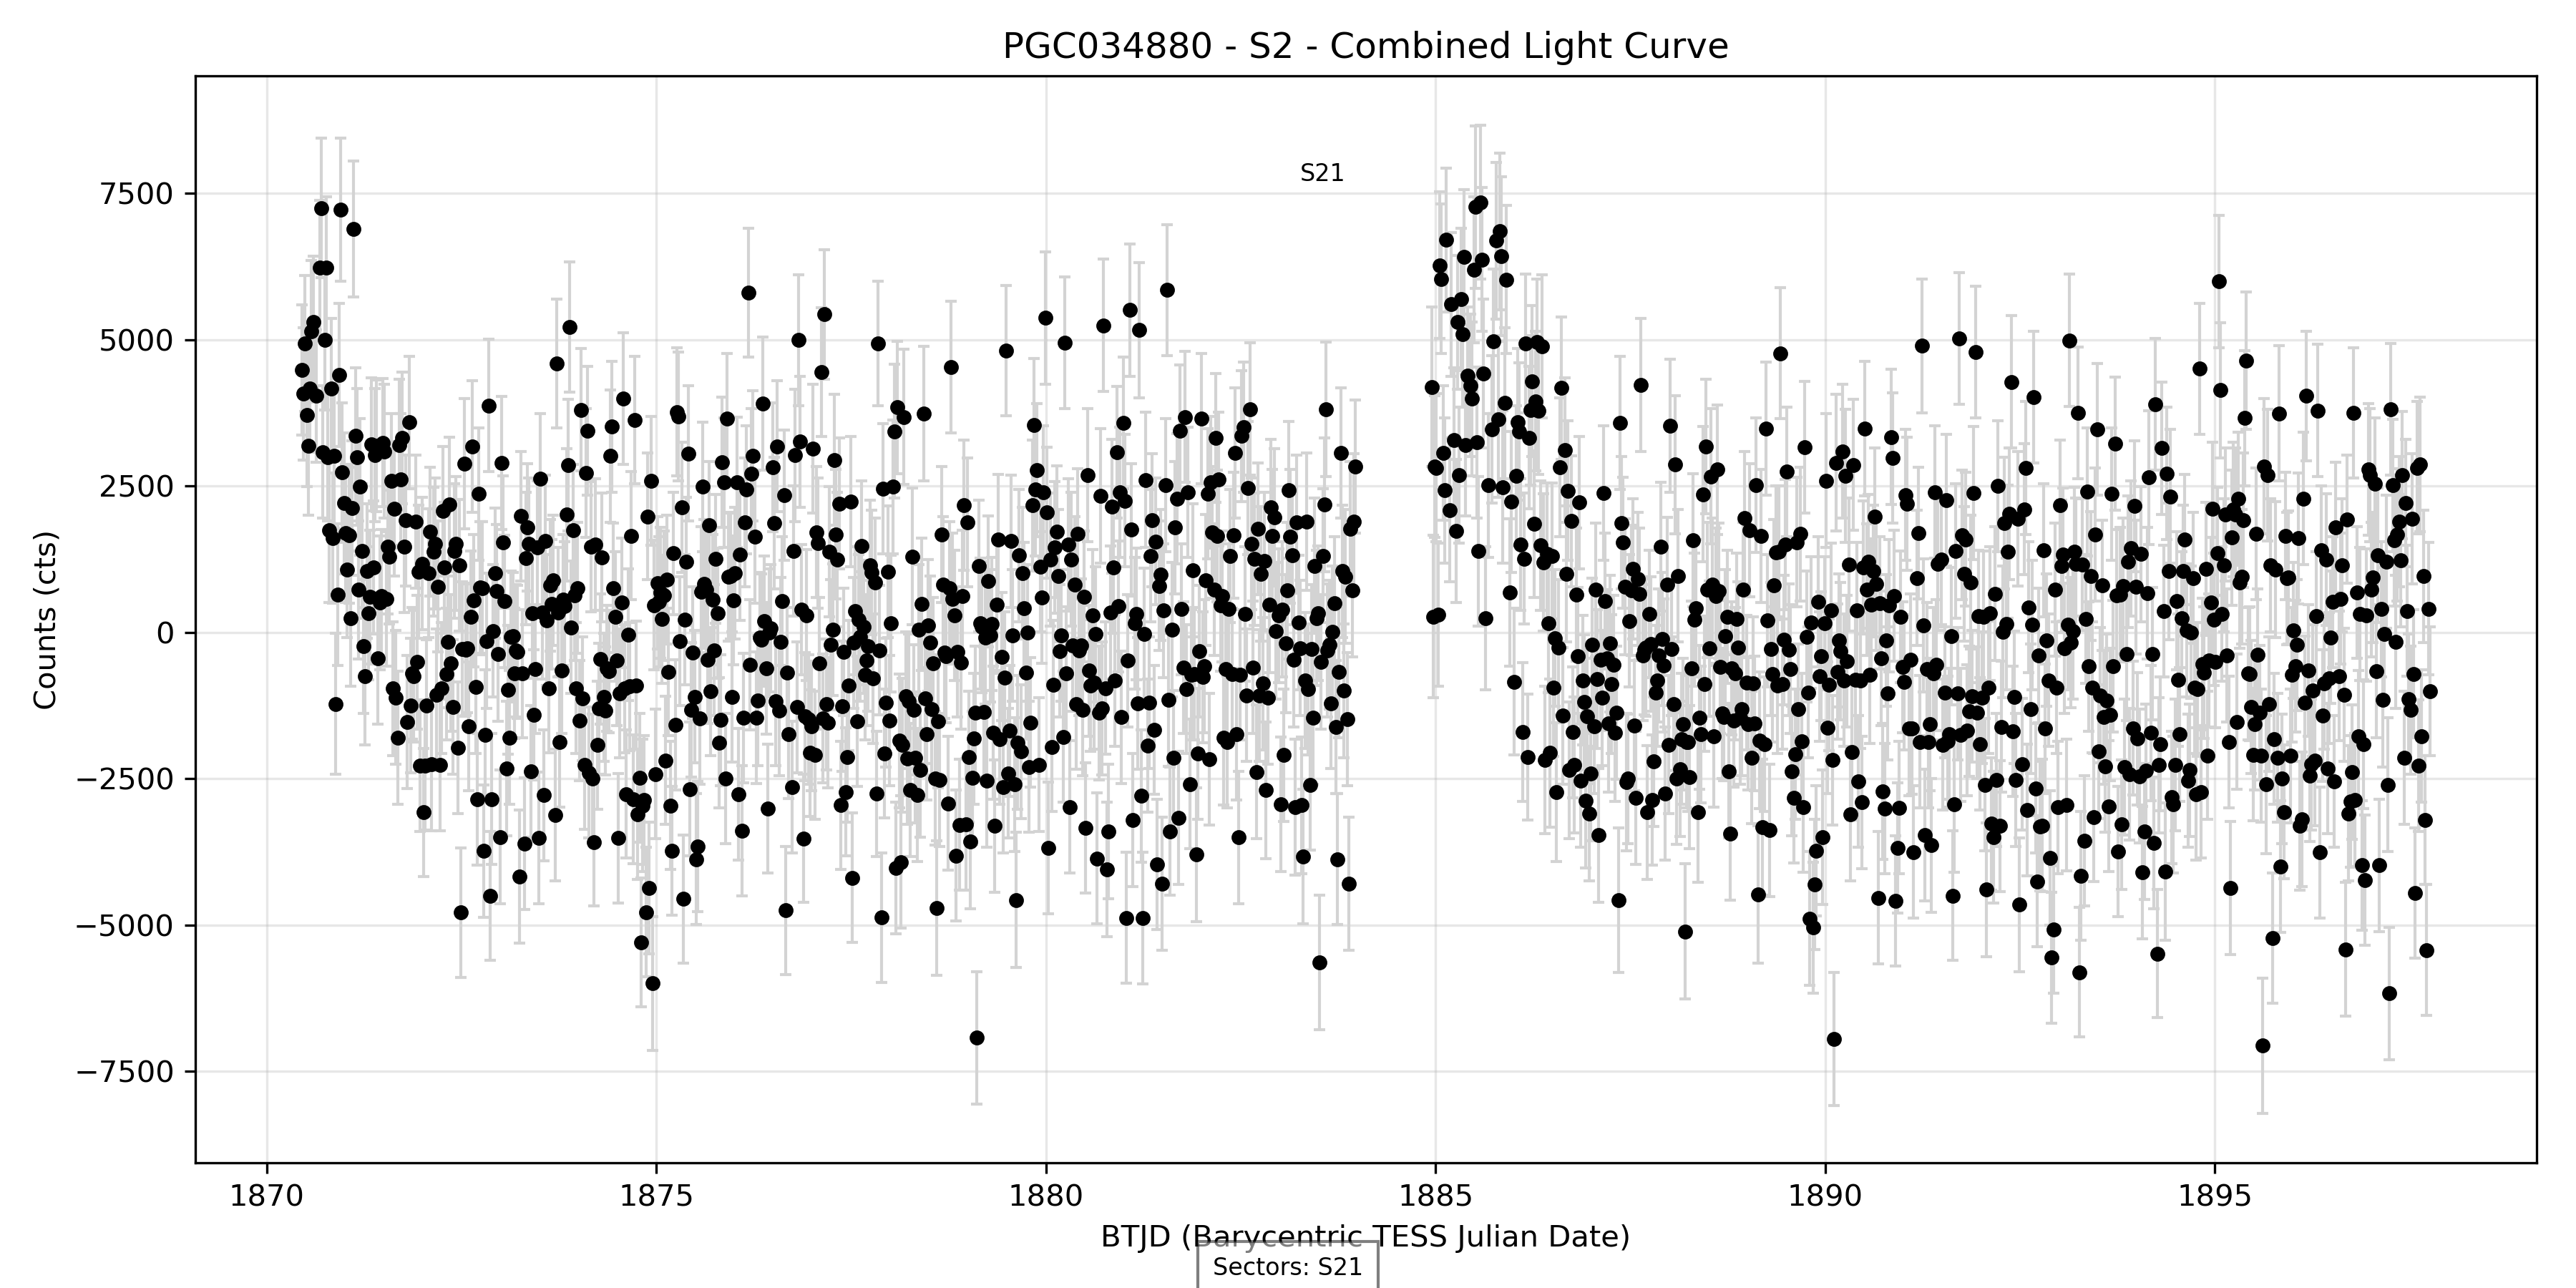 PGC034880 - S2 - Combined Light Curve
S21
7500
5000
2500
0
−2500
−5000
−7500
Counts (cts)
1870 1875 1880 1885 1890 1895
BTJD (Barycentric TESS Julian Date)
Sectors: S21